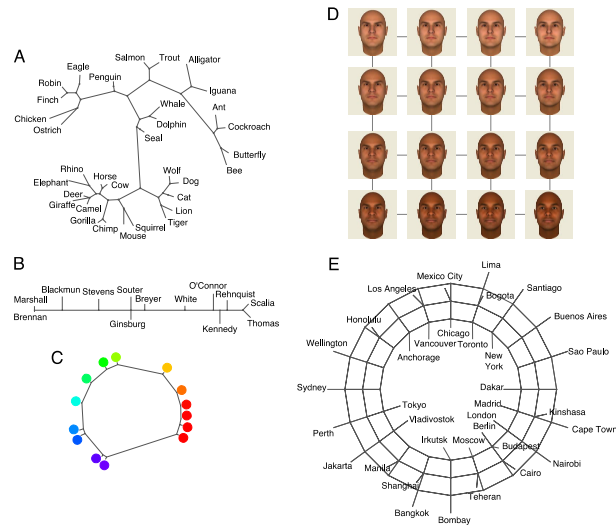 A
Eagle
Robin
Finch
Chicken
Ostrich
Penguin
Salmon
Trout
Alligator
Iguana
Ant
Cockroach
Butterfly
Bee
Whale
Dolphin
Seal
Rhino
Elephant
Horse
Cow
Deer
Giraffe
Camel
Gorilla
Chimp
Mouse
Squirrel
Tiger
Lion
Cat
Dog
Wolf
B
Marshall
Brennan
Blackmun
Stevens
Souter
Ginsburg
Breyer
White
O'Connor
Kennedy
Rehnquist
Scalia
Thomas
C
D
E
Mexico City
Lima
Los Angeles
Bogota
Santiago
Honolulu
Vancouver
Chicago
Toronto
Buenos Aires
Wellington
Anchorage
New
York
Sao Paulo
Sydney
Dakar
Tokyo
Madrid
Kinshasa
Perth
Vladivostok
London
Cape Town
Berlin
Irkutsk
Moscow
Budapest
Jakarta
Manila
Nairobi
Shanghai
Cairo
Teheran
Bangkok
Bombay